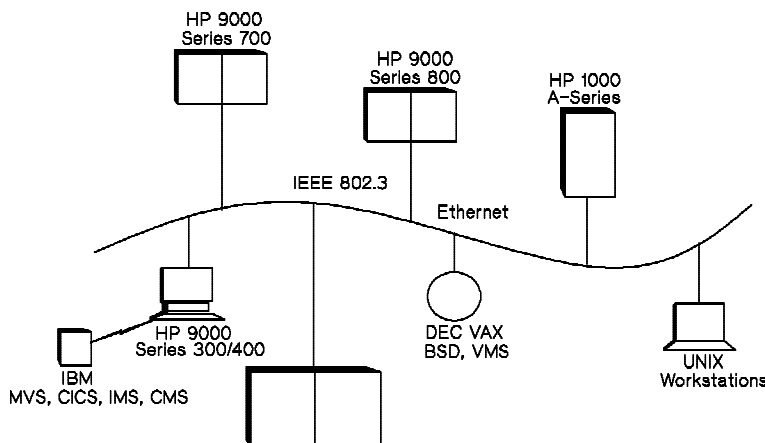 HP 9000
Series 700
HP 9000
Series 800
HP 1000
A-Series
IEEE 802.3
Ethernet
HP 9000
Series 300/400
DEC VAX
BSD, VMS
UNIX
Workstations
IBM
MVS, CICS, IMS, CMS